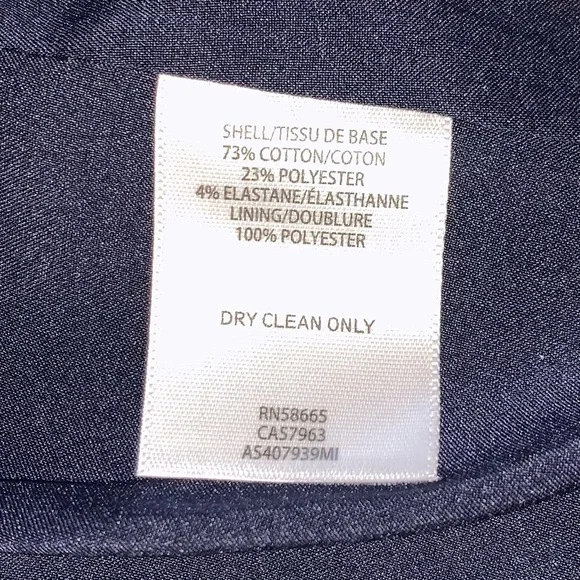 SHELL/TISSU DE BASE
73% COTTON/COTON
23% POLYESTER
4% ELASTANE/ÉLASTHANNE
LINING/DOUBLURE
100% POLYESTER
DRY CLEAN ONLY
RN58665
CA57963
AS407939MI